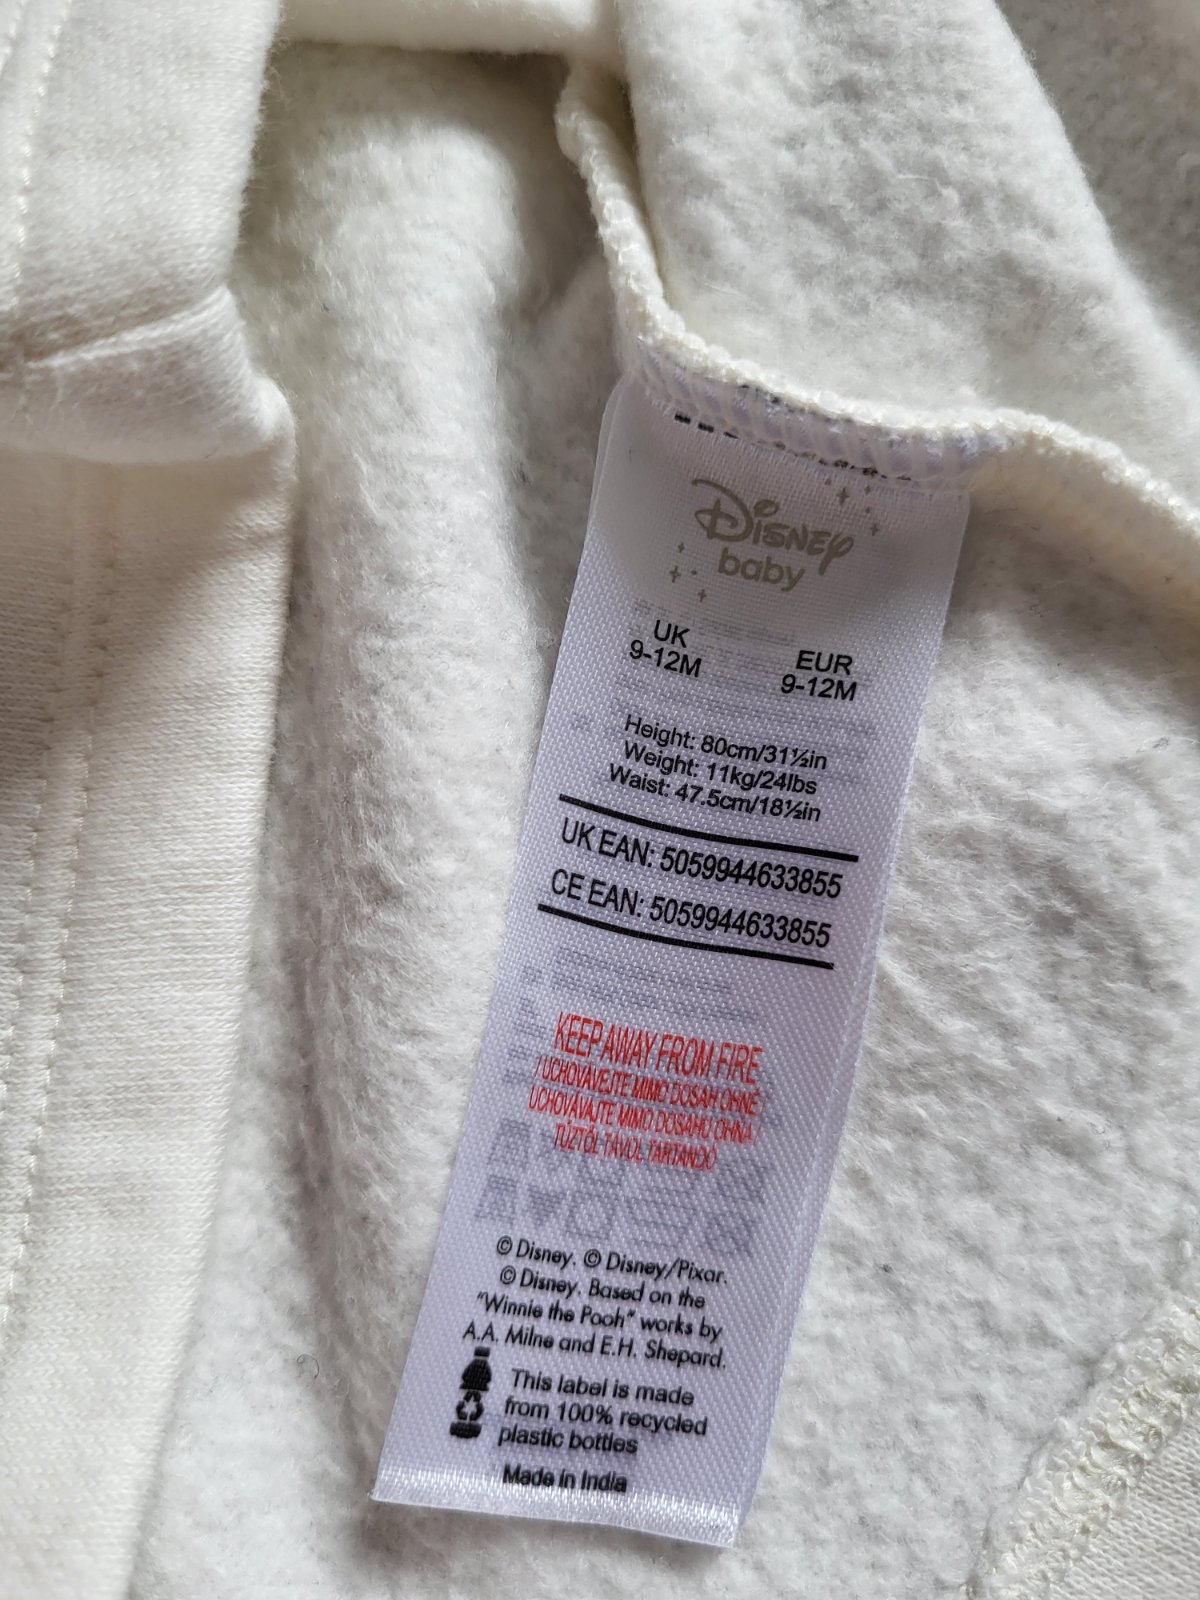 Disney
baby
UK
9-12M
EUR
9-12M
Height: 80cm/31½in
Weight: 11kg/24lbs
Waist: 47.5cm/18½in
UK EAN: 5059944633855
CE EAN: 5059944633855
KEEP AWAY FROM FIRE
/ UCHOVÁVEJTE MIMO DOSAH OHNĚ /
UCHOVÁVAJTE MIMO DOSAHU OHŇA /
TŰZTŐL TÁVOL TARTANDÓ
© Disney. © Disney/Pixar.
© Disney. Based on the
"Winnie the Pooh" works by
A.A. Milne and E.H. Shepard.
This label is made
from 100% recycled
plastic bottles
Made in India